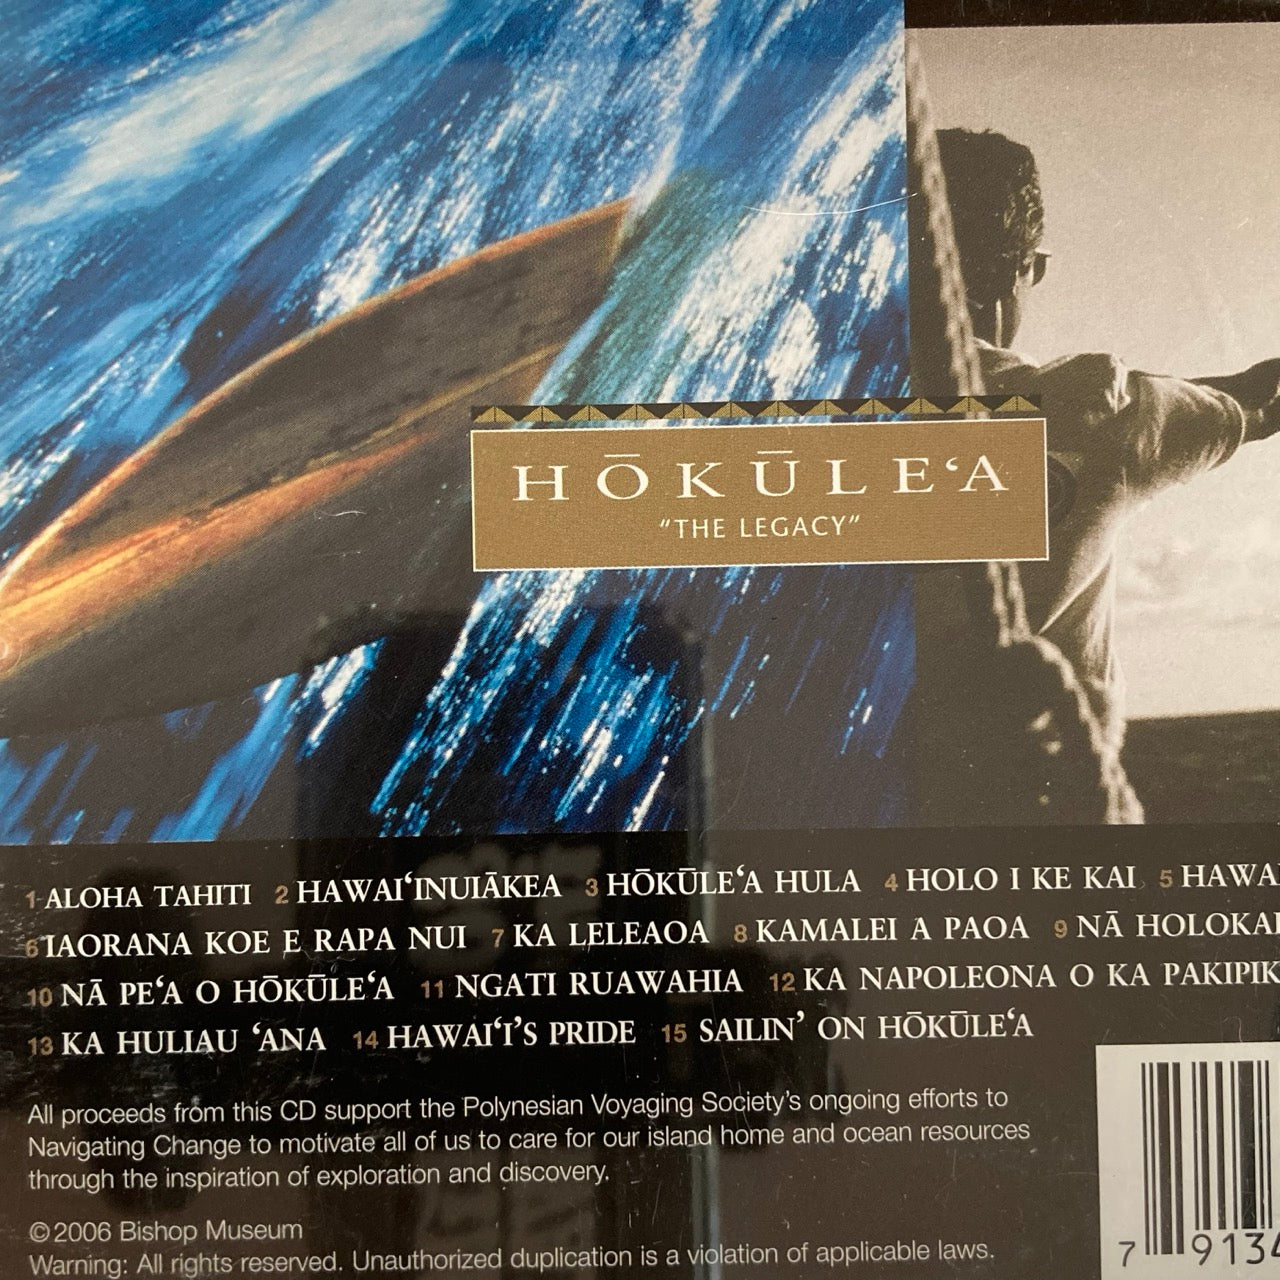 HŌKŪLEʻA
“THE LEGACY”
1 ALOHA TAHITI 2 HAWAIʻINUIĀKEA 3 HŌKŪLEʻA HULA 4 HOLO I KE KAI 5
6 IAORANA KOE E RAPA NUI 7 KA LELEAOA 8 KAMALEI A PAOA 9 NĀ
10 NĀ PEʻA O HŌKŪLEʻA 11 NGATI RUAWAHIA 12 KA NAPOLEONA O KA
13 KA HULIAU ʻANA 14 HAWAIʻI’S PRIDE 15 SAILIN’ ON HŌKŪLEʻA
All proceeds from this CD support the Polynesian Voyaging Society's ongoing efforts to
Navigating Change to motivate all of us to care for our island home and ocean resources
through the inspiration of exploration and discovery.
©2006 Bishop Museum
Warning: All rights reserved. Unauthorized duplication is a violation of applicable laws.
7 9134